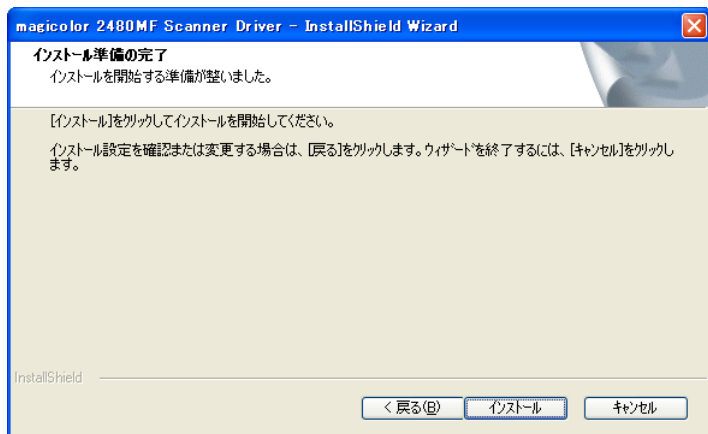 magicolor 2480MF Scanner Driver - InstallShield Wizard
インストール準備の完了
インストールを開始する準備が整いました。
[インストール]をクリックしてインストールを開始してください。
インストール設定を確認または変更する場合は、[戻る]をクリックします。ウィザードを終了するには、[キャンセル]をクリックし
ます。
InstallShield
< 戻る(B)
インストール
キャンセル